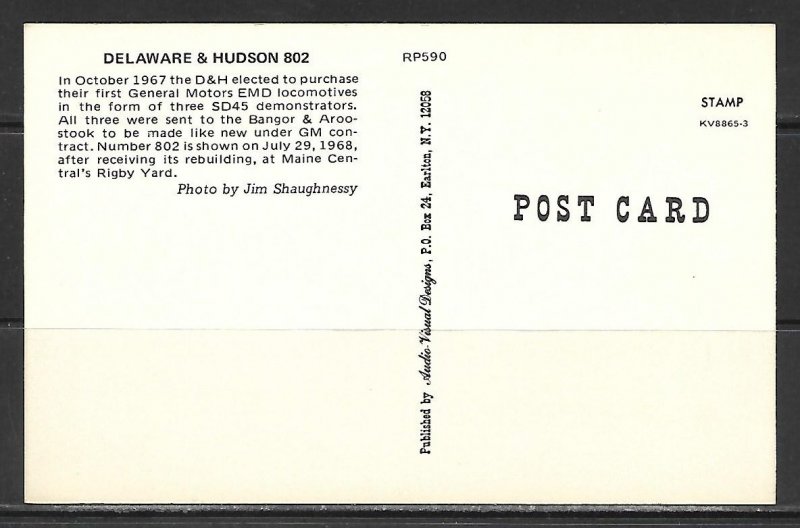 DELAWARE & HUDSON 802
In October 1967 the D&H elected to purchase
their first General Motors EMD locomotives
in the form of three SD45 demonstrators.
All three were sent to the Bangor & Aroo-
stook to be made like new under GM con-
tract. Number 802 is shown on July 29, 1968,
after receiving its rebuilding, at Maine Cen-
tral's Rigby Yard.
Photo by Jim Shaughnessy
RP590
Published by Audio-Visual Designs, P.O. Box 24, Earlton, N.Y. 12058
STAMP
KV8865-3
POST CARD